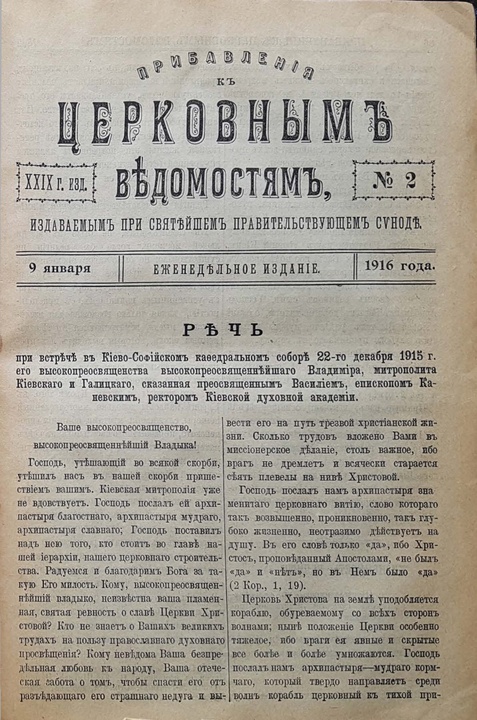 ПРИБАВЛЕНІЯ
КЪ
ЦЕРКОВНЫМЪ
XXIX г. изд.
ВѢДОМОСТЯМЪ,
№ 2
ИЗДАВАЕМЫМЪ ПРИ СВЯТѢЙШЕМЪ ПРАВИТЕЛЬСТВУЮЩЕМЪ СѴНОДѢ.
9 января
ЕЖЕНЕДѢЛЬНОЕ ИЗДАНІЕ.
1916 года.
РѢЧЬ
при встрѣчѣ въ Кіево-Софійскомъ каѳедральномъ соборѣ 22-го декабря 1915 г.
его высокопреосвященства высокопреосвященнѣйшаго Владиміра, митрополита
Кіевскаго и Галицкаго, сказанная преосвященнымъ Василіемъ, епископомъ Ка-
невскимъ, ректоромъ Кіевской духовной академіи.
Ваше высокопреосвященство,
высокопреосвященнѣйшій Владыка!
Господь, утѣшающій во всякой скорби,
утѣшилъ насъ въ вашей скорби прише-
ствіемъ вашимъ. Кіевская митрополія уже
не вдовствуетъ. Господь послалъ ей архи-
пастыря благостнаго, архипастыря мудраго,
архипастыря славнаго; Господь поставилъ
надъ нею того, кто стоитъ во главѣ на-
шей іерархіи, нашего церковнаго строитель-
ства. Радуемся и благодаримъ Бога за та-
кую Его милость. Кому, высокопреосвящен-
нѣйшій владыко, неизвѣстна ваша пламен-
ная, святая ревность о славѣ Церкви Хри-
стовой? Кто не знаетъ о Вашихъ великихъ
трудахъ на пользу православнаго духовнаго
просвѣщенія? Кому невѣдома Ваша безпре-
дѣльная любовь къ народу, Ваша отече-
ская забота о томъ, чтобы спасти его отъ
разъѣдающаго его страшнаго недуга и вы-
вести его на путь трезвой христіанской жи-
зни. Сколько трудовъ вложено Вами въ
миссіонерское дѣланіе, столь важное, ибо
врагъ не дремлетъ и всячески старается
сѣять плевелы на нивѣ Христовой.
Господь послалъ намъ архипастыря зна-
менитаго церковнаго витію, слово котораго
такъ возвышенно, проникновенно, такъ глу-
боко жизненно, неотразимо дѣйствуетъ на
душу. Въ его словѣ только «да», ибо Хри-
стосъ, проповѣданный Апостолами, «не былъ
«да» и «нѣтъ», но въ Немъ было «да»
(2 Кор., 1, 19).
Церковь Христова на землѣ уподобляется
кораблю, обуреваемому со всѣхъ сторонъ
волнами; нынѣ положеніе Церкви особенно
тяжелое, ибо враги ея явные и скрытые
все болѣе и болѣе умножаются. Господь
послалъ намъ архипастыря—мудраго корм-
чаго, который твердо направляетъ среди
волнъ корабль церковный къ тихой при-